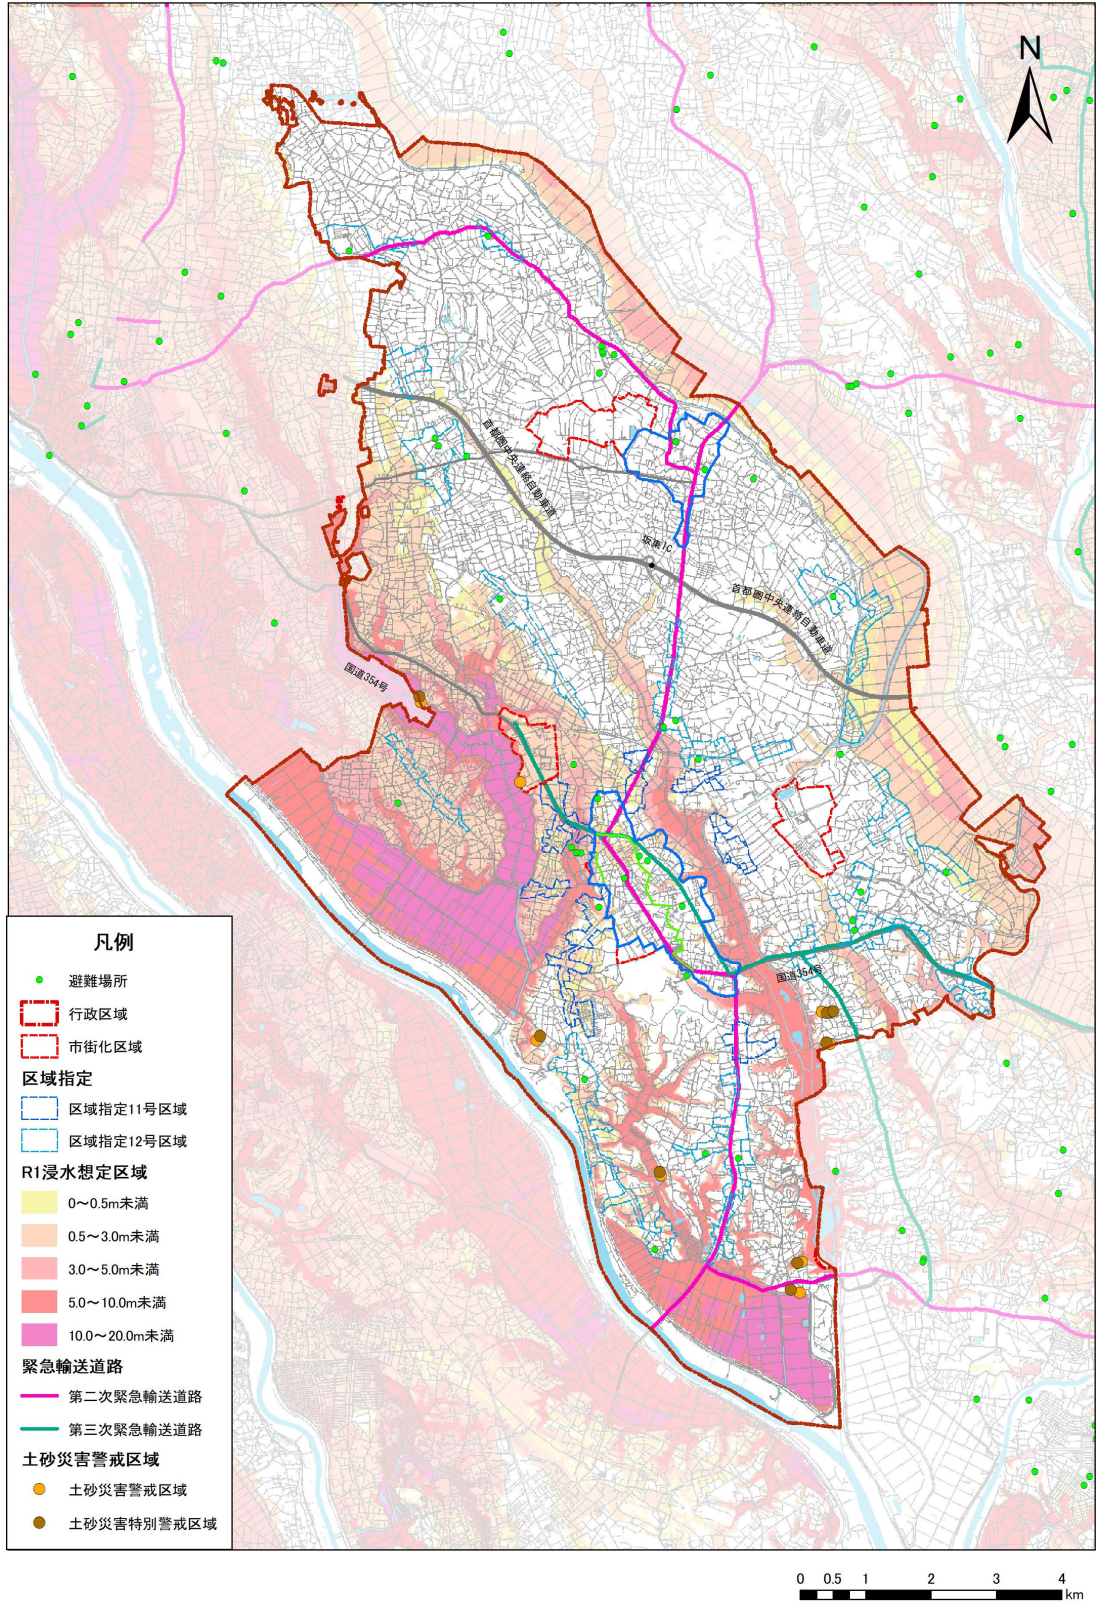 N
首都圏中央連絡自動車道
坂東IC
首都圏中央連絡自動車道
国道354号
国道354号
凡例
避難場所
行政区域
市街化区域
区域指定
区域指定11号区域
区域指定12号区域
R1浸水想定区域
0～0.5m未満
0.5～3.0m未満
3.0～5.0m未満
5.0～10.0m未満
10.0～20.0m未満
緊急輸送道路
第二次緊急輸送道路
第三次緊急輸送道路
土砂災害警戒区域
土砂災害警戒区域
土砂災害特別警戒区域
0 0.5 1 2 3 4
km